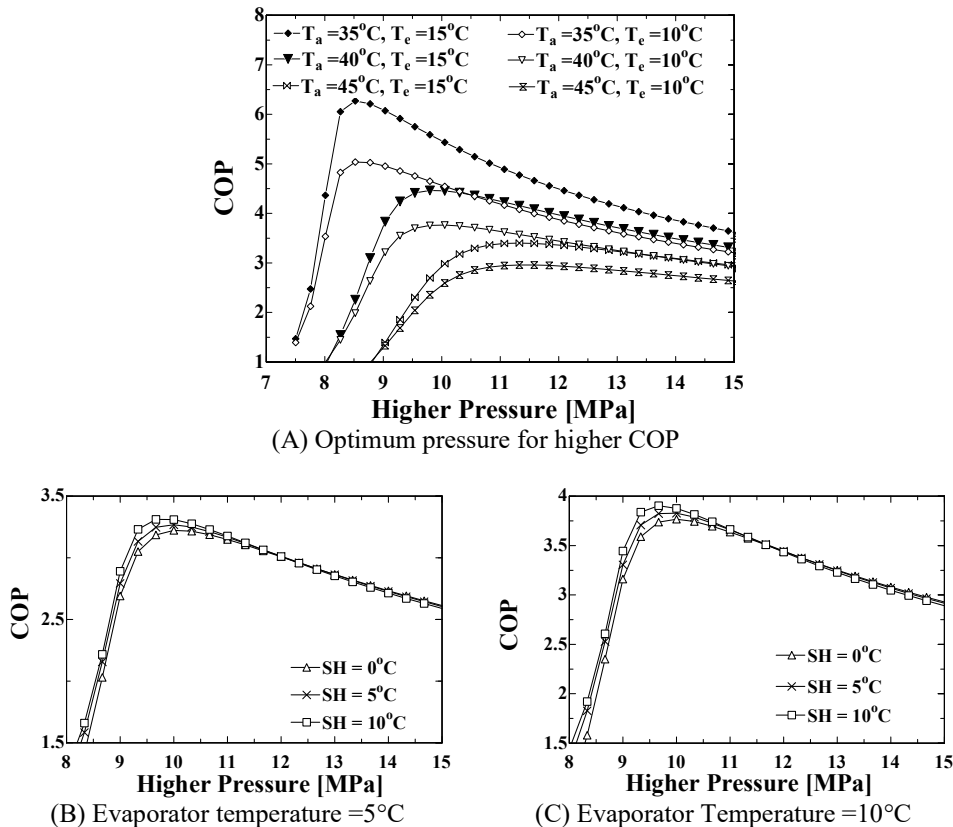 8
7
6
5
4
3
2
1
COP
Tₐ =35°C, Tₑ =15°C
Tₐ =35°C, Tₑ =10°C
Tₐ =40°C, Tₑ =15°C
Tₐ =40°C, Tₑ =10°C
Tₐ =45°C, Tₑ =15°C
Tₐ =45°C, Tₑ =10°C
7 8 9 10 11 12 13 14 15
Higher Pressure [MPa]
(A) Optimum pressure for higher COP
3.5
2.5
1.5
COP
SH = 0°C
SH = 5°C
SH = 10°C
8 9 10 11 12 13 14 15
Higher Pressure [MPa]
(B) Evaporator temperature =5°C
4
3.5
3
2.5
2
1.5
COP
SH = 0°C
SH = 5°C
SH = 10°C
8 9 10 11 12 13 14 15
Higher Pressure [MPa]
(C) Evaporator Temperature =10°C